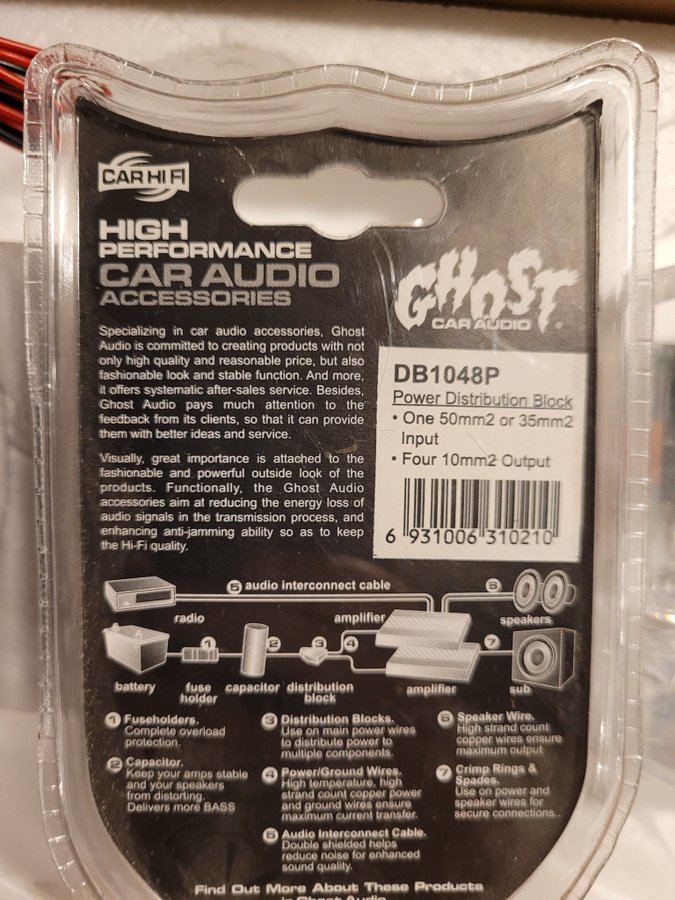 CAR HI FI
HIGH
PERFORMANCE
CAR AUDIO
ACCESSORIES
Specializing in car audio accessories, Ghost
Audio is committed to creating products with not
only high quality and reasonable price, but also
fashionable look and stable function. And more,
it offers systematic after-sales service. Besides,
Ghost Audio pays much attention to the
feedback from its clients, so that it can provide
them with better ideas and service.
Visually, great importance is attached to the
fashionable and powerful outside look of the
products. Functionally, the Ghost Audio
accessories aim at reducing the energy loss of
audio signals in the transmission process, and
enhancing anti-jamming ability so as to keep
the Hi-Fi quality.
GHOST
CAR AUDIO
DB1048P
Power Distribution Block
• One 50mm2 or 35mm2
Input
• Four 10mm2 Output
6 931006 310210
5 audio interconnect cable
6
radio
amplifier
speakers
1
2
3
4
7
battery
fuse
holder
capacitor
distribution
block
amplifier
sub
1 Fuseholders.
Complete overload
protection.
2 Capacitor.
Keep your amps stable
and your speakers
from distorting.
Delivers more BASS
3 Distribution Blocks.
Use on main power wires
to distribute power to
multiple components.
4 Power/Ground Wires.
High temperature, high
strand count copper power
and ground wires ensure
maximum current transfer.
5 Audio Interconnect Cable.
Double shielded helps
reduce noise for enhanced
sound quality.
6 Speaker Wire.
High strand count
copper wires ensure
maximum output
7 Crimp Rings &
Spades.
Use on power and
speaker wires for
secure connections.
Find Out More About These Products
in Ghost Audio